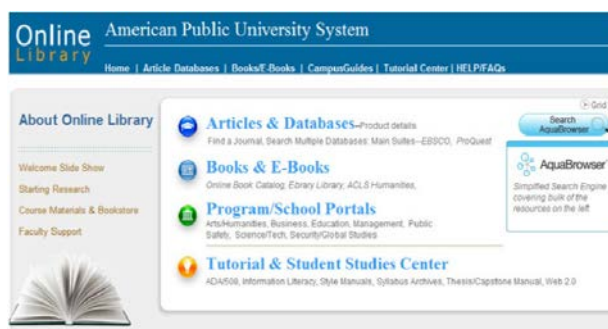 Online
Library
American Public University System
Home | Article Databases | Books/E-Books | CampusGuides | Tutorial Center | HELP/FAQs
About Online Library
Welcome Slide Show
Starting Research
Course Materials & Bookstore
Faculty Support
Articles & Databases--Product details
Find a Journal, Search Multiple Databases: Main Suites--EBSCO, ProQuest
Books & E-Books
Online Book Catalog, Ebrary Library, ACLS Humanities,
Program/School Portals
Arts/Humanities, Business, Education, Management, Public
Safety, Science/Tech, Security/Global Studies
Tutorial & Student Studies Center
ADA/508, Information Literacy, Style Manuals, Syllabus Archives, Thesis/Capstone Manual, Web 2.0
Grid
Search
AquaBrowser
AquaBrowser
Simplified Search Engine
covering bulk of the
resources on the left